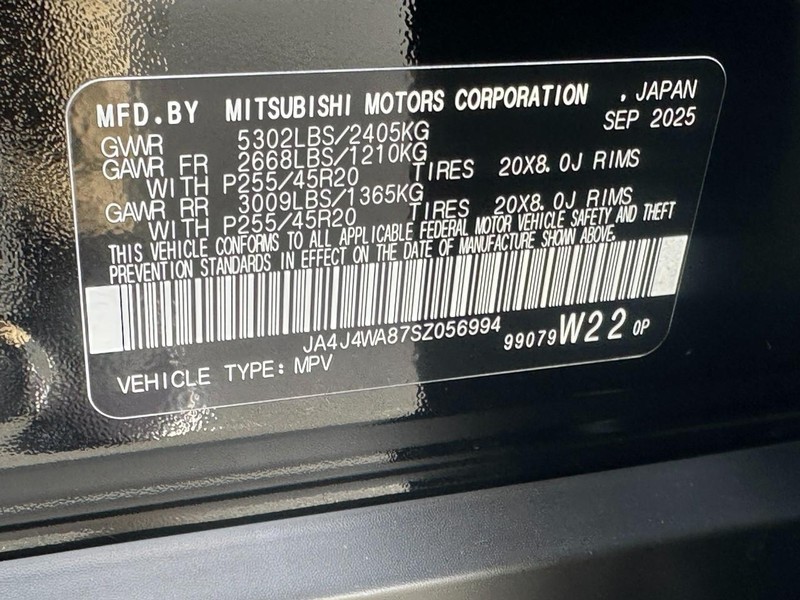 MFD.BY MITSUBISHI MOTORS CORPORATION . JAPAN
SEP 2025
GVWR 5302LBS/2405KG
GAWR FR 2668LBS/1210KG
WITH P255/45R20 TIRES 20X8.0J RIMS
GAWR RR 3009LBS/1365KG
WITH P255/45R20 TIRES 20X8.0J RIMS
THIS VEHICLE CONFORMS TO ALL APPLICABLE FEDERAL MOTOR VEHICLE SAFETY AND THEFT
PREVENTION STANDARDS IN EFFECT ON THE DATE OF MANUFACTURE SHOWN ABOVE.
JA4J4WA87SZ056994 99079W22 0P
VEHICLE TYPE: MPV